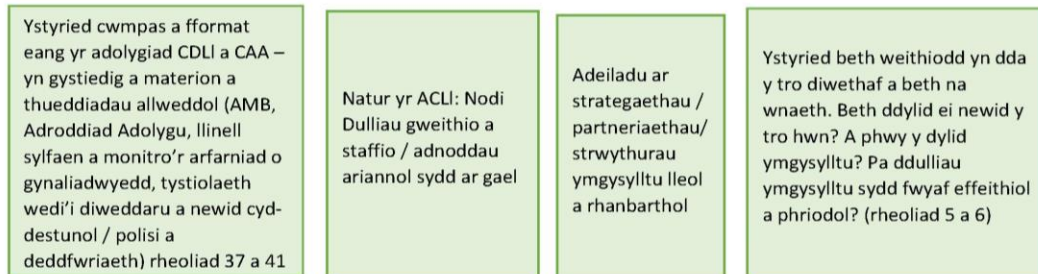 Ystyried cwmpas a fformat
eang yr adolygiad CDLl a CAA –
yn gystiedig a materion a
thueddiadau allweddol (AMB,
Adroddiad Adolygu, llinell
sylfaen a monitro'r arfarniad o
gynaliadwyedd, tystiolaeth
wedi'i diweddaru a newid cyd-
destunol / polisi a
deddfwriaeth) rheoliad 37 a 41
Natur yr ACLl: Nodi
Dulliau gweithio a
staffio / adnoddau
ariannol sydd ar gael
Adeiladu ar
strategaethau /
partneriaethau/
strwythurau
ymgysylltu lleol
a rhanbarthol
Ystyried beth weithiodd yn dda
y tro diwethaf a beth na
wnaeth. Beth ddylid ei newid y
tro hwn? A phwy y dylid
ymgysylltu? Pa ddulliau
ymgysylltu sydd fwyaf effeithiol
a phriodol? (rheoliad 5 a 6)